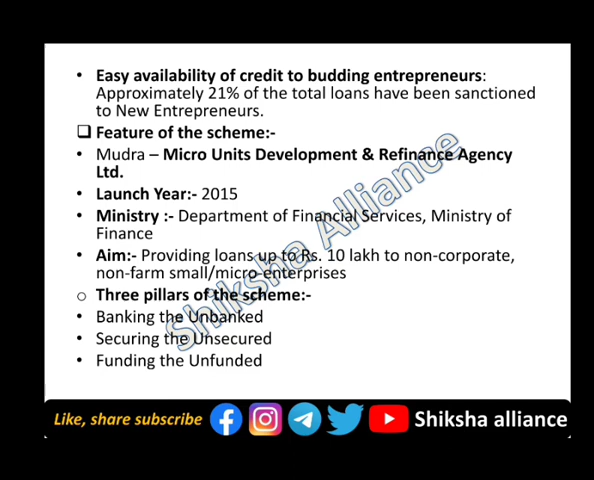 • Easy availability of credit to budding entrepreneurs:
Approximately 21% of the total loans have been sanctioned
to New Entrepreneurs.
❑ Feature of the scheme:-
• Mudra – Micro Units Development & Refinance Agency
Ltd.
• Launch Year:- 2015
• Ministry :- Department of Financial Services, Ministry of
Finance
• Aim:- Providing loans up to Rs. 10 lakh to non-corporate,
non-farm small/micro-enterprises
o Three pillars of the scheme:-
• Banking the Unbanked
• Securing the Unsecured
• Funding the Unfunded
Shiksha Alliance
Like, share subscribe Shiksha alliance